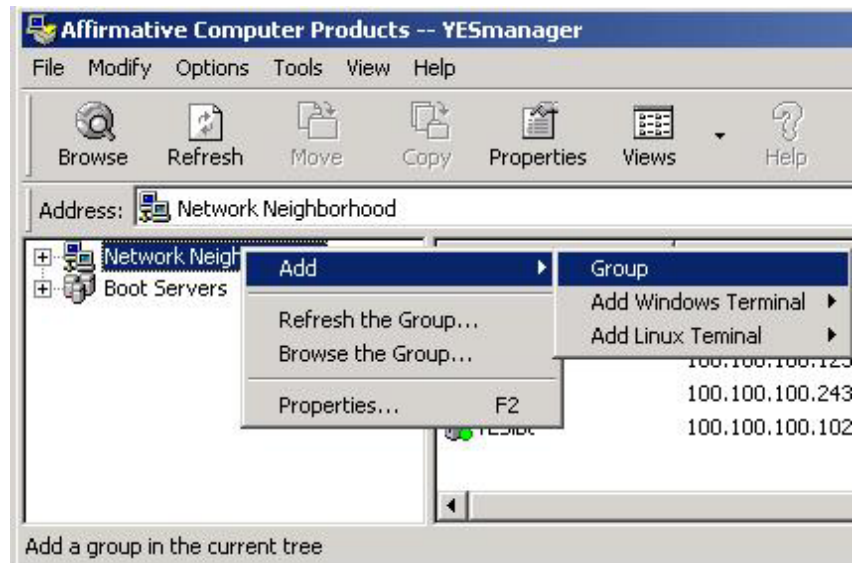 Affirmative Computer Products -- YESmanager
File Modify Options Tools View Help
Browse Refresh Move Copy Properties Views Help
Address: Network Neighborhood
Network Neigh
Boot Servers
Add
Refresh the Group...
Browse the Group...
Properties... F2
Group
Add Windows Terminal
Add Linux Teminal
100.100.100.243
100.100.100.102
Add a group in the current tree